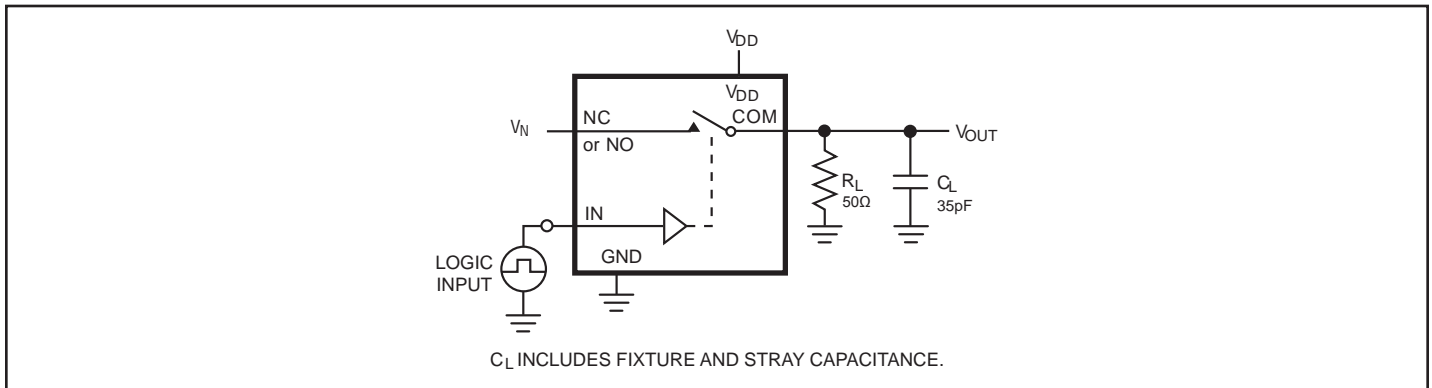 VDD
VDD
NC
COM
VN
VOUT
or NO
RL
50Ω
CL
35pF
IN
GND
LOGIC
INPUT
CL INCLUDES FIXTURE AND STRAY CAPACITANCE.